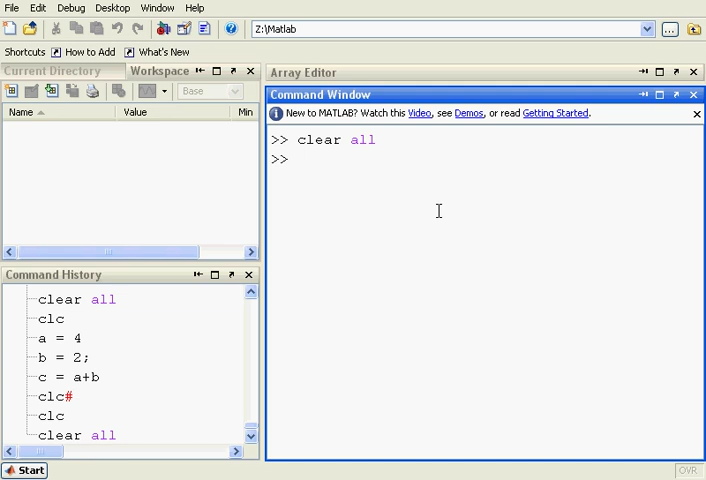 File Edit Debug Desktop Window Help
Z:\Matlab
Shortcuts How to Add What's New
Current Directory Workspace
Base
Name Value Min
Array Editor
Command Window
New to MATLAB? Watch this Video, see Demos, or read Getting Started.
>> clear all
>>
Command History
clear all
clc
a = 4
b = 2;
c = a+b
clc#
clc
clear all
Start
OVR